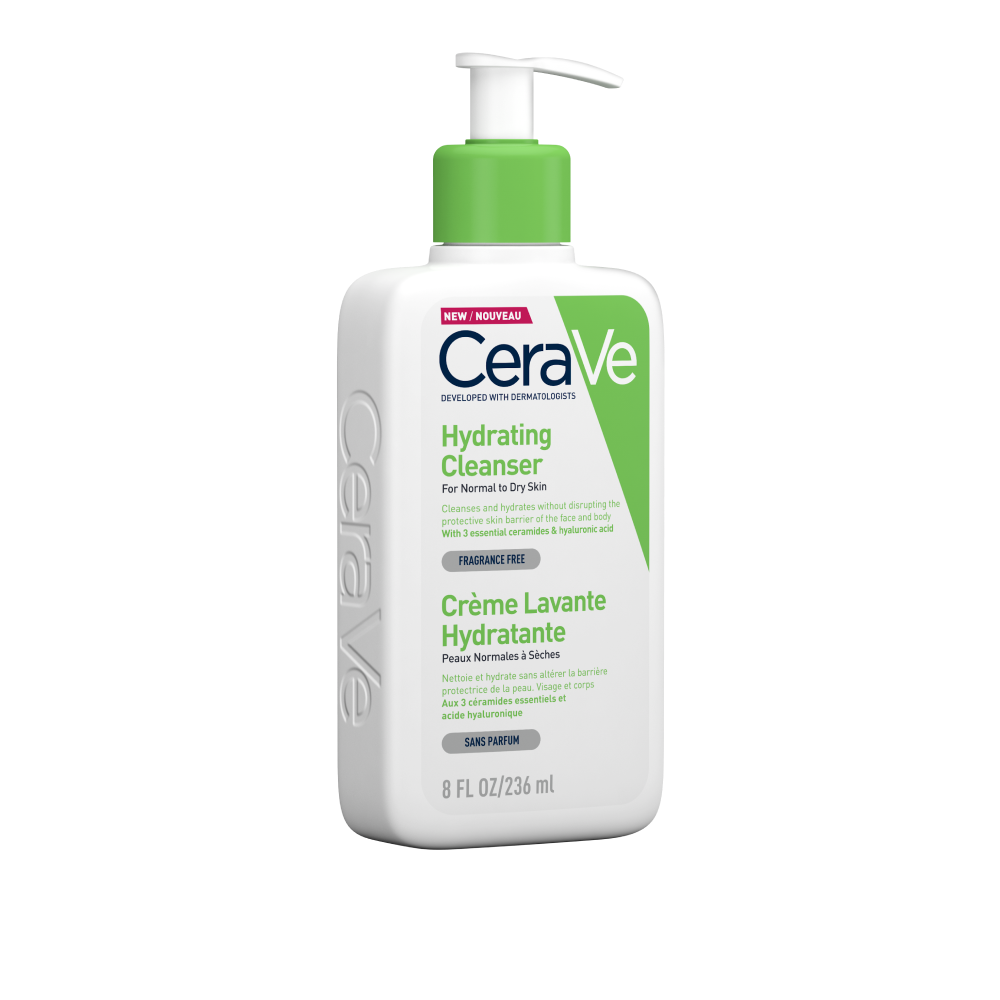 NEW / NOUVEAU
CeraVe
DEVELOPED WITH DERMATOLOGISTS
Hydrating
Cleanser
For Normal to Dry Skin
Cleanses and hydrates without disrupting the
protective skin barrier of the face and body
With 3 essential ceramides & hyaluronic acid
FRAGRANCE FREE
Crème Lavante
Hydratante
Peaux Normales à Sèches
Nettoie et hydrate sans altérer la barrière
protectrice de la peau. Visage et corps
Aux 3 céramides essentiels et
acide hyaluronique
SANS PARFUM
8 FL OZ/236 ml
CeraVe